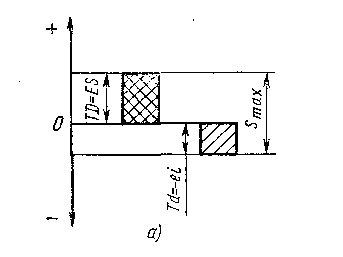 +
TD=ES
Smax
0
Td=-ei
-
а)